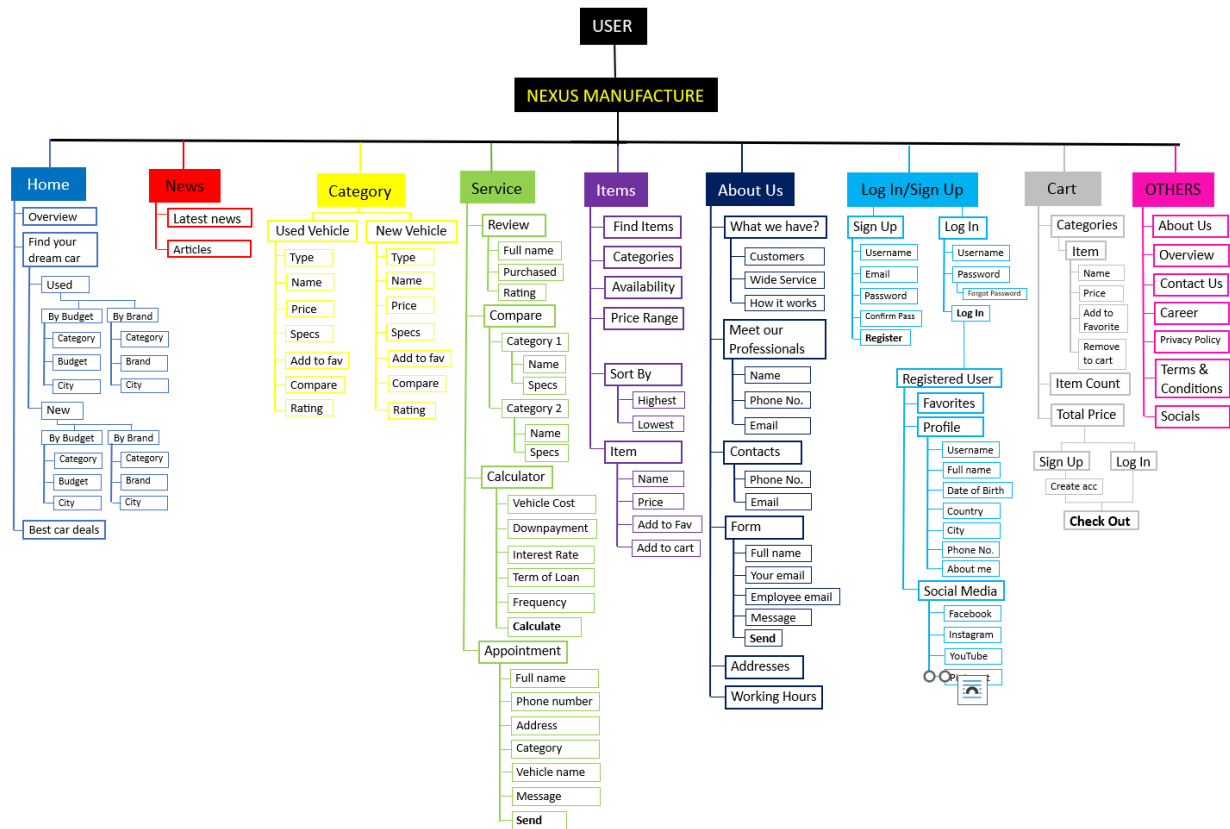 USER
NEXUS MANUFACTURE
Home
Overview
Find your
dream car
Used
By Budget
Category
Budget
City
By Brand
Category
Brand
City
New
By Budget
Category
Budget
City
By Brand
Category
Brand
City
Best car deals
News
Latest news
Articles
Category
Used Vehicle
Type
Name
Price
Specs
Add to fav
Compare
Rating
New Vehicle
Type
Name
Price
Specs
Add to fav
Compare
Rating
Service
Review
Full name
Purchased
Rating
Compare
Category 1
Name
Specs
Category 2
Name
Specs
Calculator
Vehicle Cost
Downpayment
Interest Rate
Term of Loan
Frequency
Calculate
Appointment
Full name
Phone number
Address
Category
Vehicle name
Message
Send
Items
Find Items
Categories
Availability
Price Range
Sort By
Highest
Lowest
Item
Name
Price
Add to Fav
Add to cart
About Us
What we have?
Customers
Wide Service
How it works
Meet our
Professionals
Name
Phone No.
Email
Contacts
Phone No.
Email
Form
Full name
Your email
Employee email
Message
Send
Addresses
Working Hours
Log In/Sign Up
Sign Up
Username
Email
Password
Confirm Pass
Register
Log In
Username
Password
Forgot Password
Log In
Registered User
Favorites
Profile
Username
Full name
Date of Birth
Country
City
Phone No.
About me
Social Media
Facebook
Instagram
YouTube
Cart
Categories
Item
Name
Price
Add to
Favorite
Remove
to cart
Item Count
Total Price
Sign Up
Create acc
Log In
Check Out
OTHERS
About Us
Overview
Contact Us
Career
Privacy Policy
Terms &
Conditions
Socials